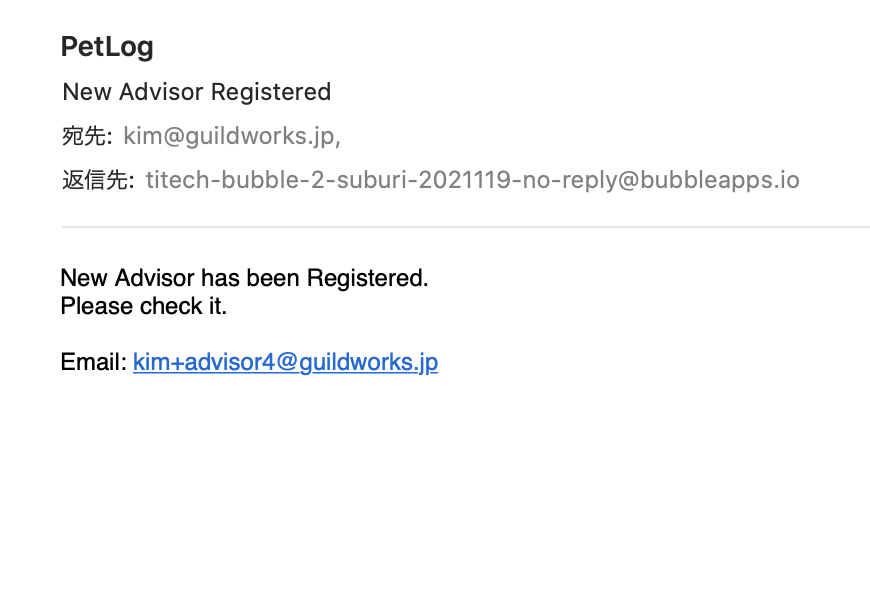 PetLog
New Advisor Registered
宛先: kim@guildworks.jp,
返信先: titech-bubble-2-suburi-2021119-no-reply@bubbleapps.io
New Advisor has been Registered.
Please check it.
Email: kim+advisor4@guildworks.jp